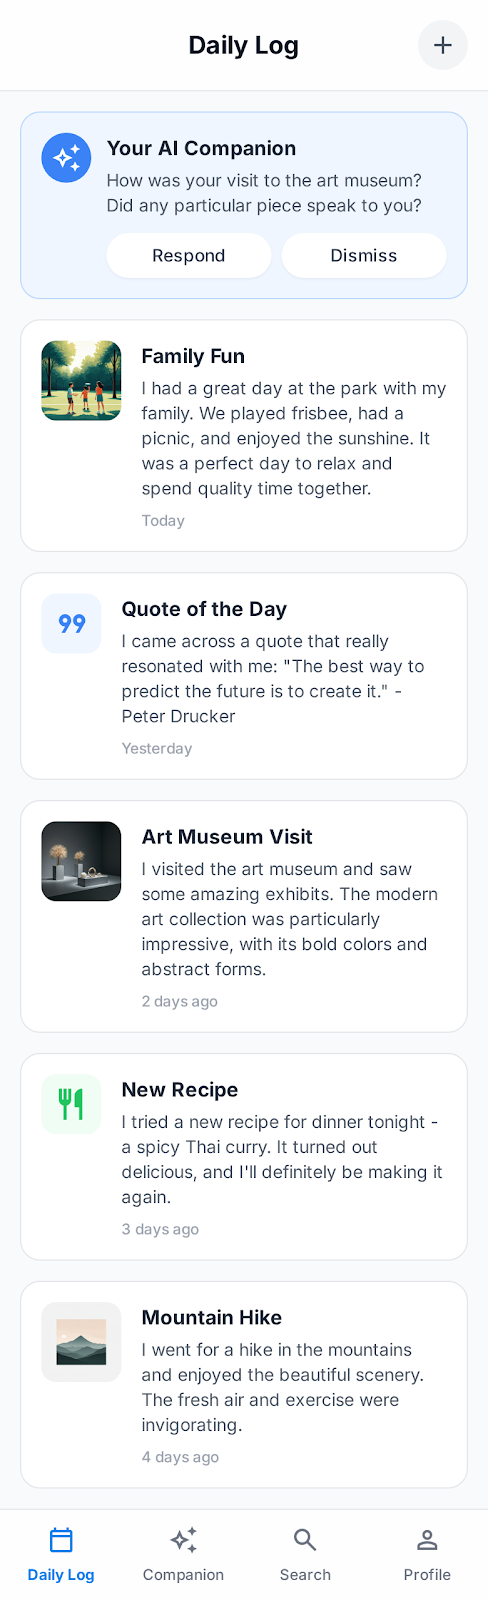 Daily Log
Your AI Companion
How was your visit to the art museum?
Did any particular piece speak to you?
Respond
Dismiss
Family Fun
I had a great day at the park with my
family. We played frisbee, had a
picnic, and enjoyed the sunshine. It
was a perfect day to relax and
spend quality time together.
Today
Quote of the Day
I came across a quote that really
resonated with me: "The best way to
predict the future is to create it." -
Peter Drucker
Yesterday
Art Museum Visit
I visited the art museum and saw
some amazing exhibits. The modern
art collection was particularly
impressive, with its bold colors and
abstract forms.
2 days ago
New Recipe
I tried a new recipe for dinner tonight -
a spicy Thai curry. It turned out
delicious, and I'll definitely be making it
again.
3 days ago
Mountain Hike
I went for a hike in the mountains
and enjoyed the beautiful scenery.
The fresh air and exercise were
invigorating.
4 days ago
Daily Log
Companion
Search
Profile